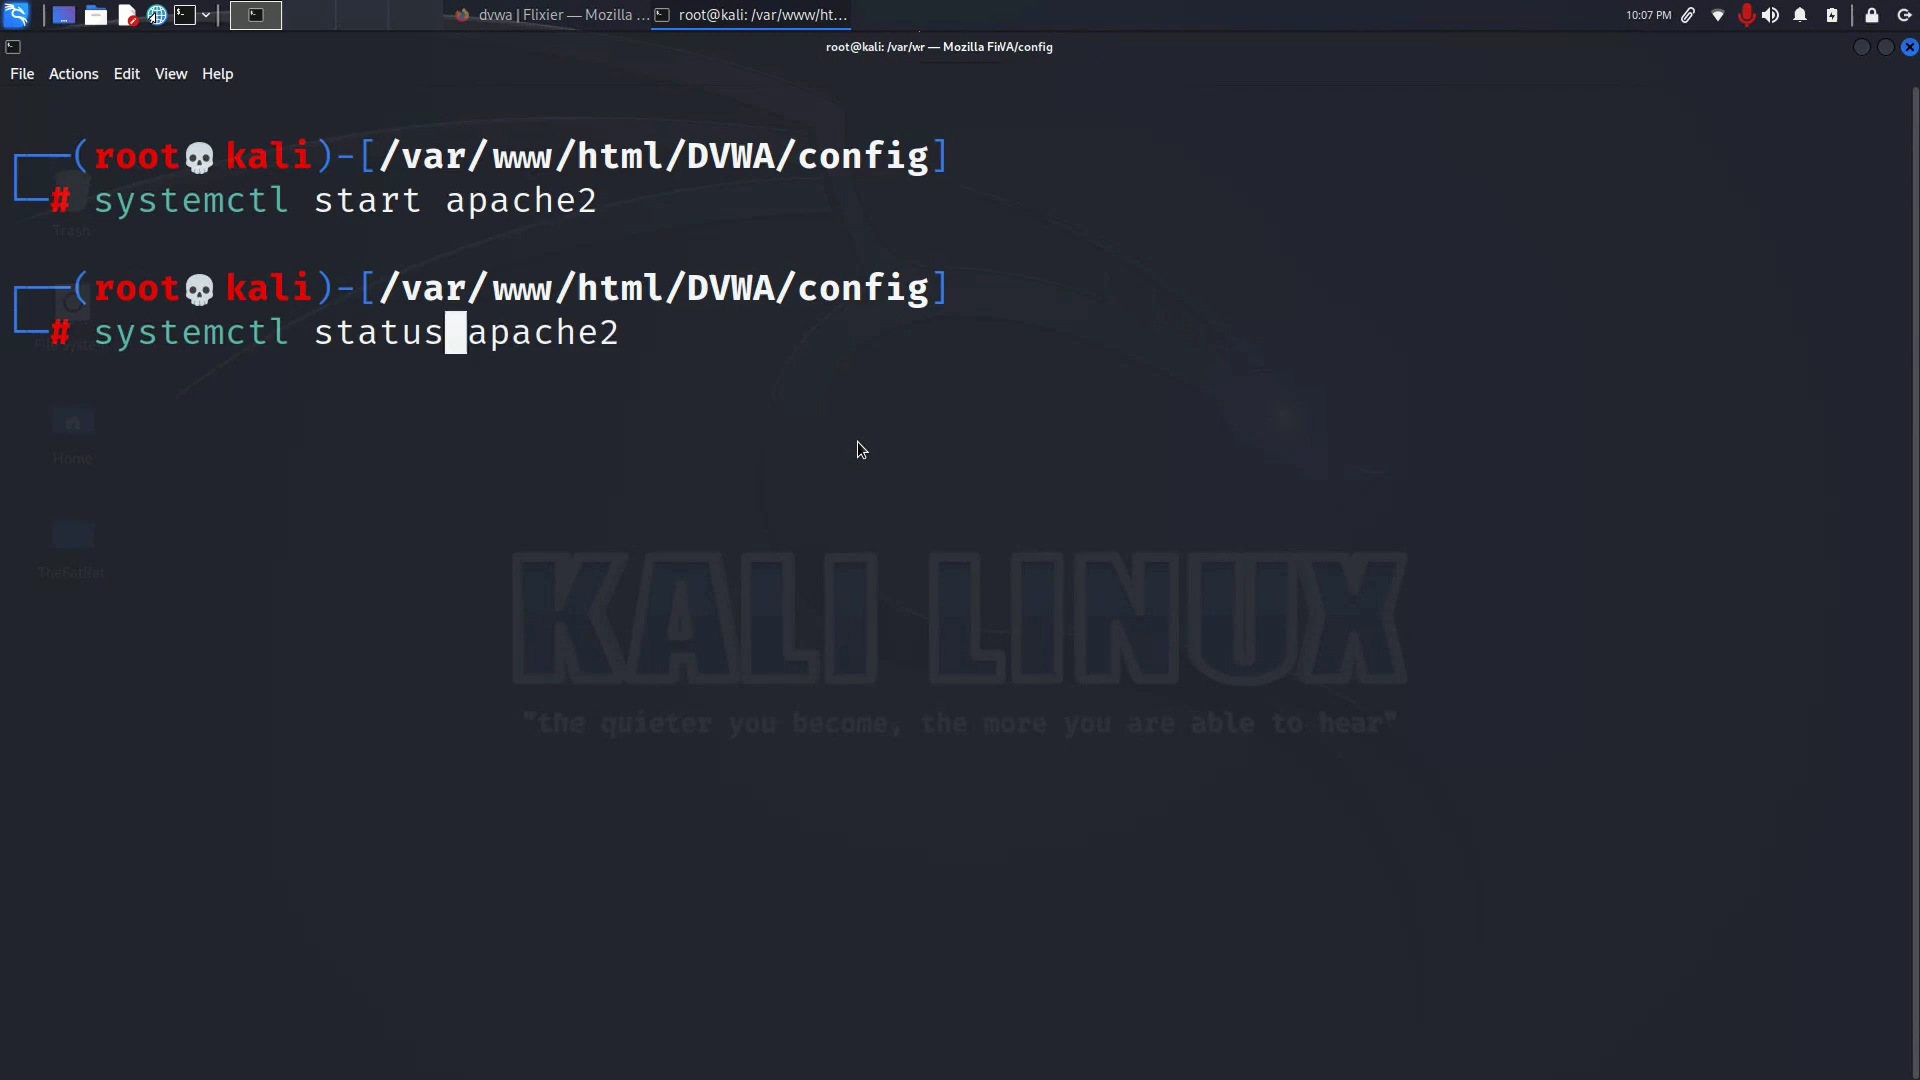 dvwa | Flixier — Mozilla ...
root@kali: /var/www/ht...
10:07 PM
root@kali: /var/wr — Mozilla FiVA/config
File Actions Edit View Help
(root kali)-[/var/www/html/DVWA/config]
# systemctl start apache2
Trash
(root kali)-[/var/www/html/DVWA/config]
# systemctl status apache2
Home
TheFatRat
KALI LINUX
"the quieter you become, the more you are able to hear"